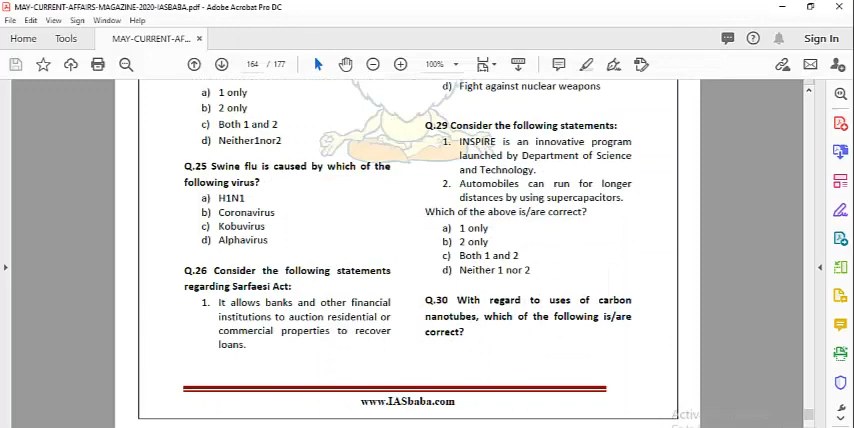 MAY-CURRENT-AFFAIRS-MAGAZINE-2020-IASBABA.pdf - Adobe Acrobat Pro DC
File Edit View Sign Window Help
Home Tools MAY-CURRENT-AF... × Sign In
164 / 177 100%
a) 1 only
b) 2 only
c) Both 1 and 2
d) Neither1nor2
Q.25 Swine flu is caused by which of the
following virus?
a) H1N1
b) Coronavirus
c) Kobuvirus
d) Alphavirus
Q.26 Consider the following statements
regarding Sarfaesi Act:
1. It allows banks and other financial
institutions to auction residential or
commercial properties to recover
loans.
d) Fight against nuclear weapons
Q.29 Consider the following statements:
1. INSPIRE is an innovative program
launched by Department of Science
and Technology.
2. Automobiles can run for longer
distances by using supercapacitors.
Which of the above is/are correct?
a) 1 only
b) 2 only
c) Both 1 and 2
d) Neither 1 nor 2
Q.30 With regard to uses of carbon
nanotubes, which of the following is/are
correct?
www.IASbaba.com